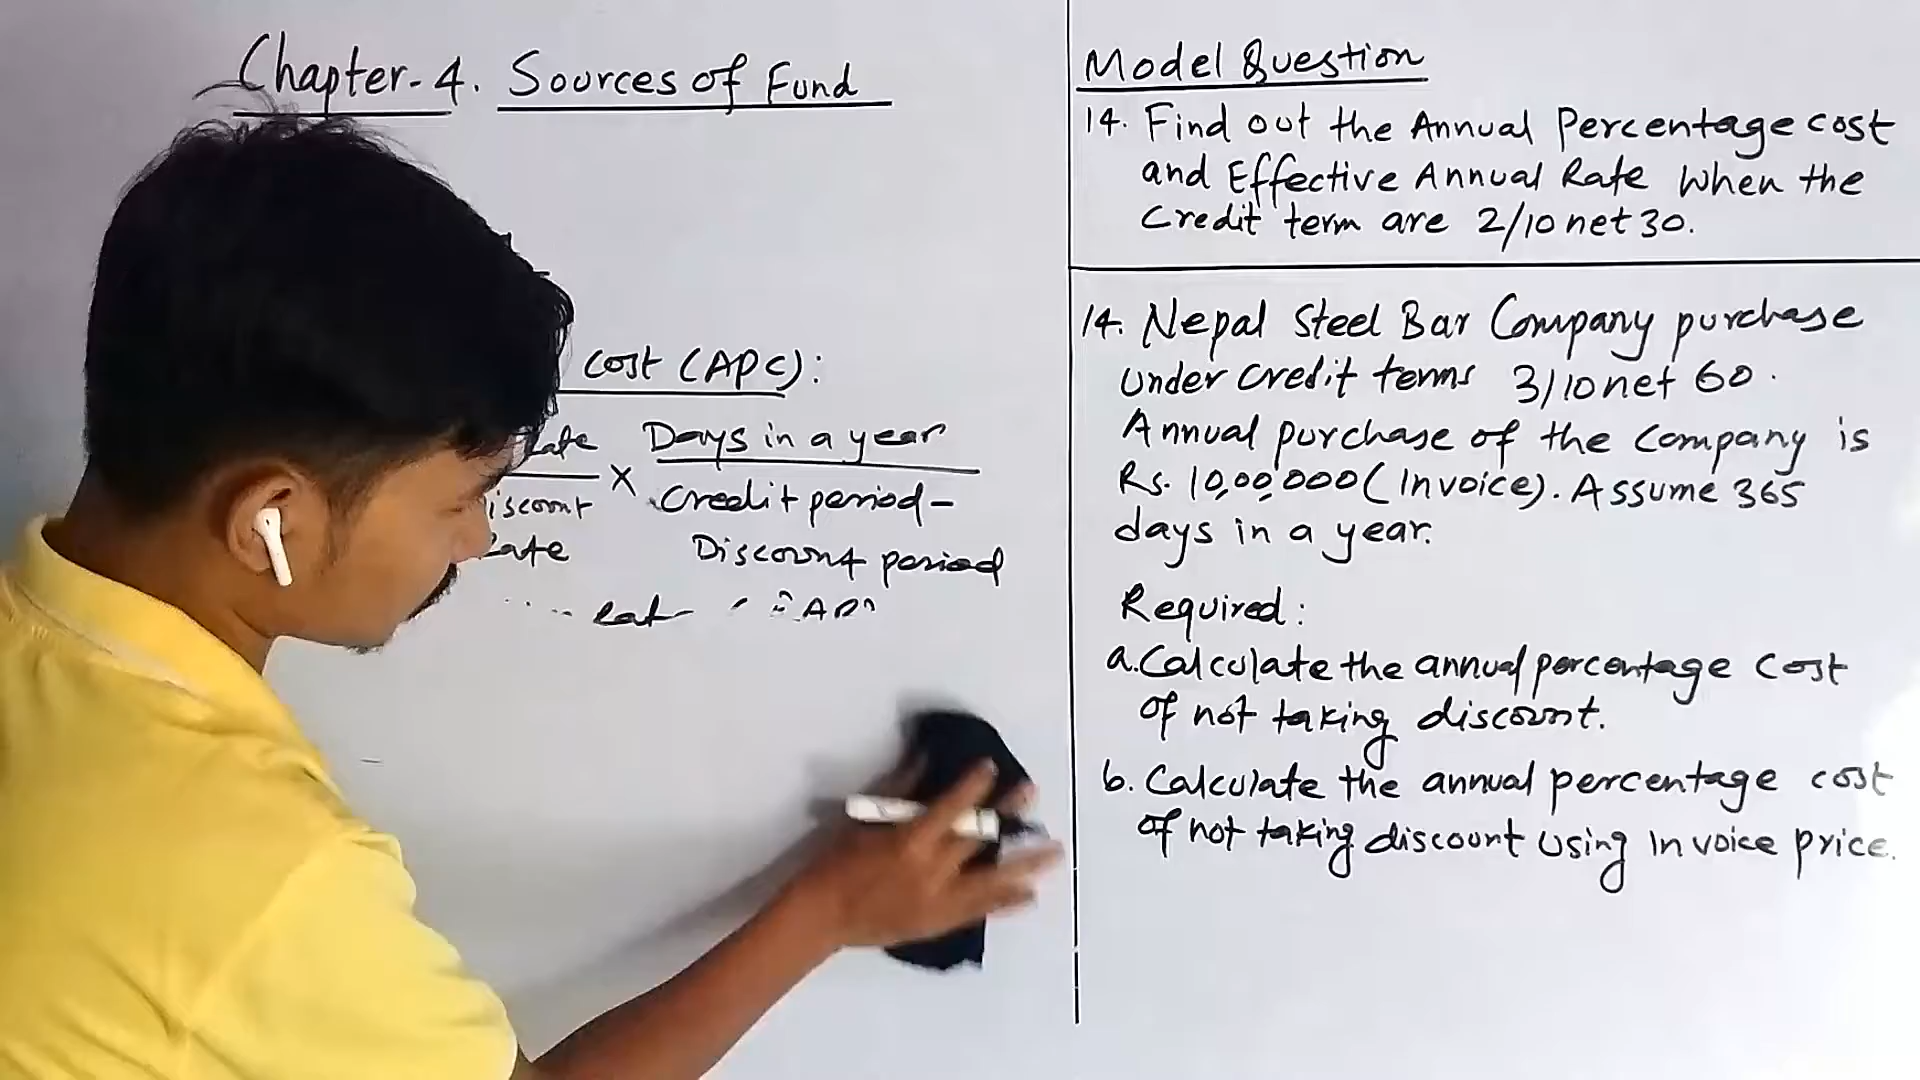 Chapter-4. Sources of Fund
cost (APC):
Rate × Days in a year
iscount Credit period-
Rate Discount period
Model Question
14. Find out the Annual Percentage cost
and Effective Annual Rate When the
Credit term are 2/10 net 30.
14. Nepal Steel Bar Company purchase
Under credit terms 3/10 net 60.
Annual purchase of the company is
Rs. 10,00,000 (Invoice). Assume 365
days in a year.
Required:
a. Calculate the annual percentage cost
of not taking discount.
b. Calculate the annual percentage cost
of not taking discount Using Invoice price.